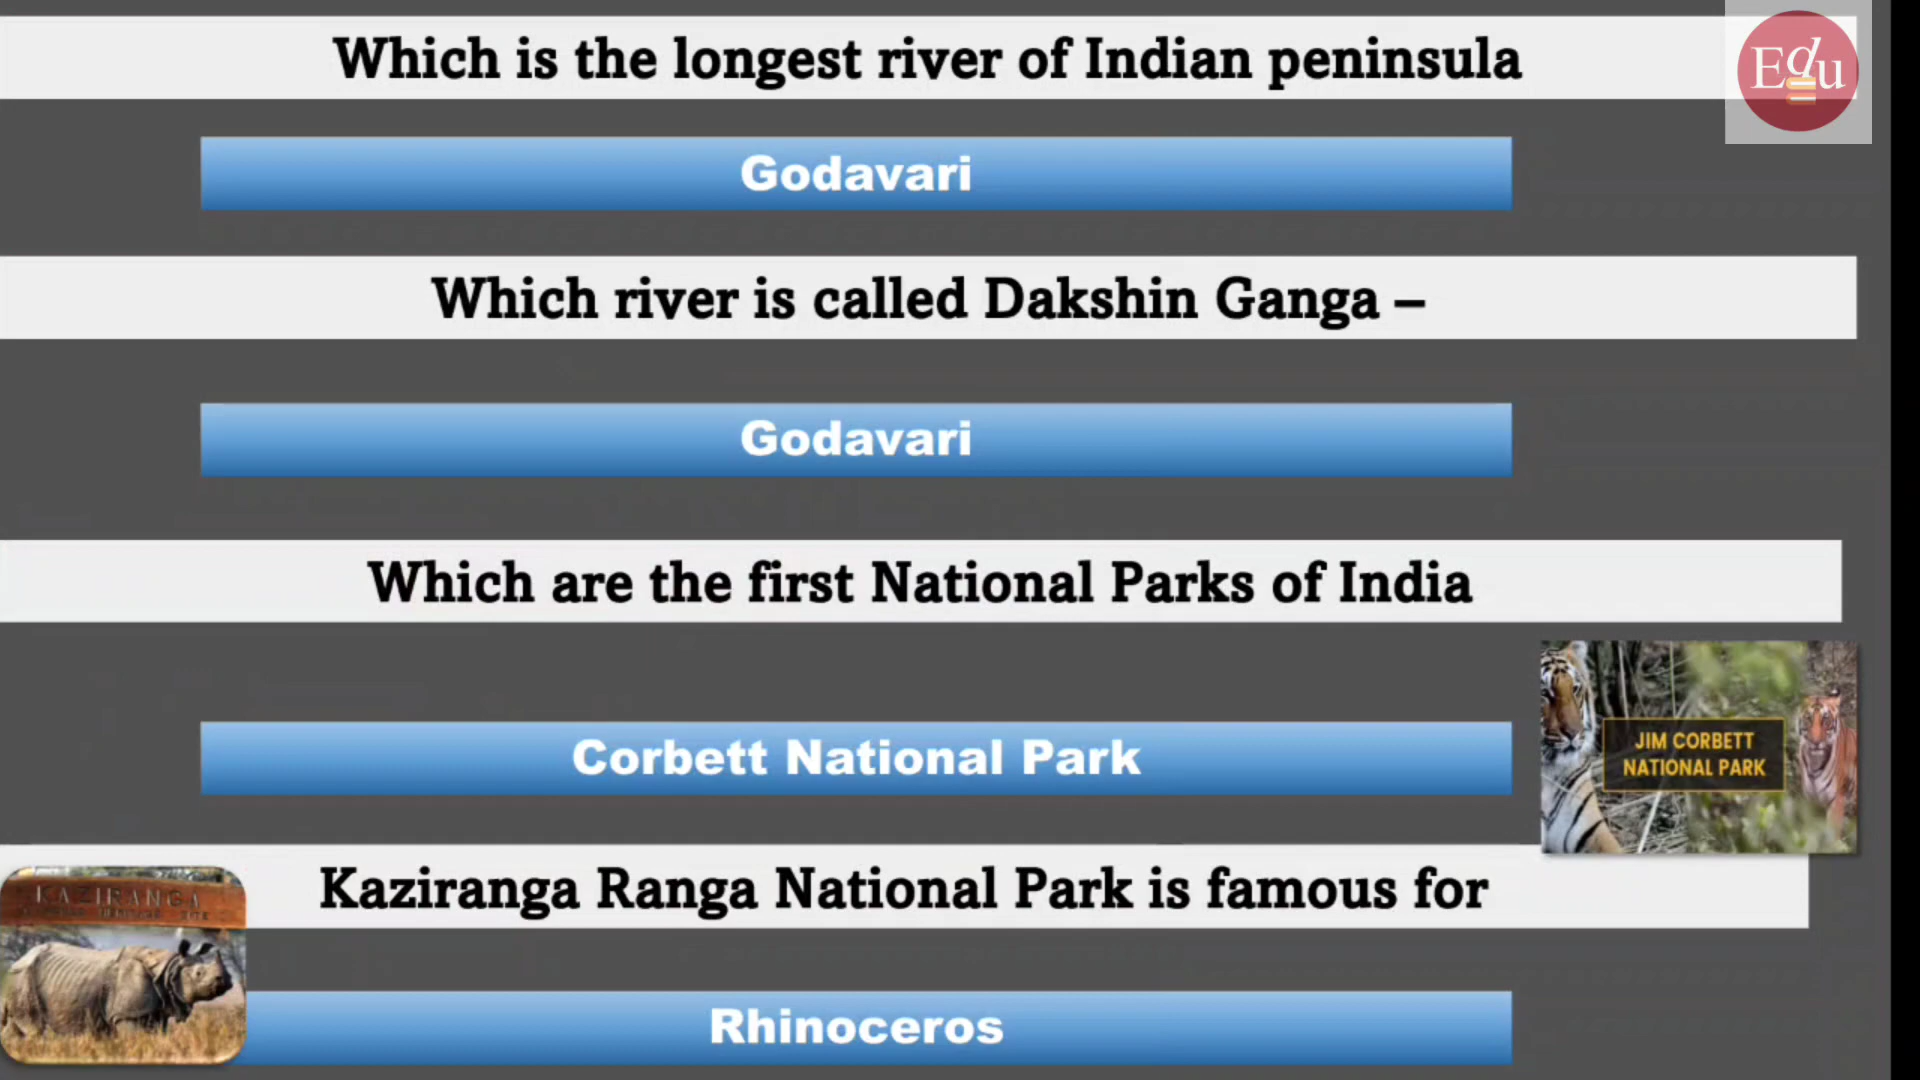 Which is the longest river of Indian peninsula
Edu
Godavari
Which river is called Dakshin Ganga –
Godavari
Which are the first National Parks of India
Corbett National Park
JIM CORBETT
NATIONAL PARK
Kaziranga Ranga National Park is famous for
KAZIRANGA
Rhinoceros